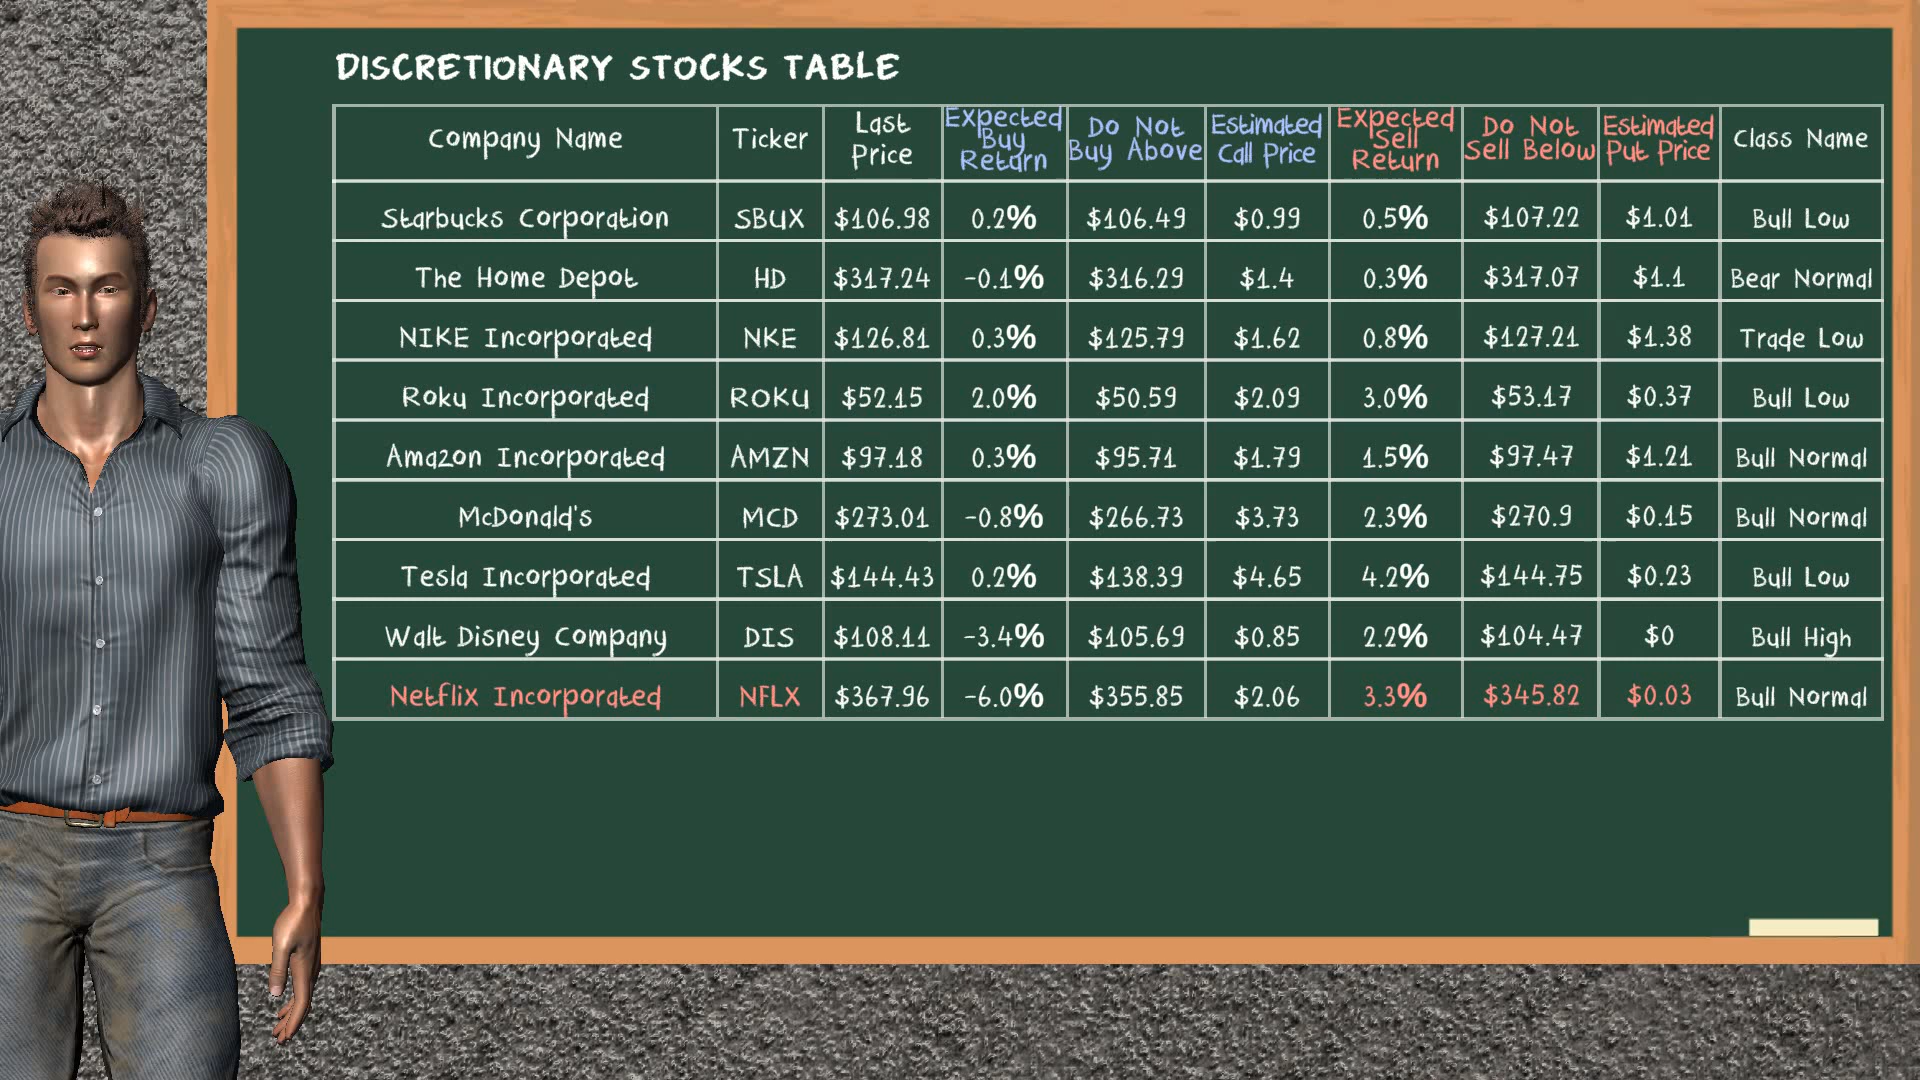 DISCRETIONARY STOCKS TABLE
Company Name Ticker Last Price Expected Buy Return Do Not Buy Above Estimated Call Price Expected Sell Return Do Not Sell Below Estimated Put Price Class Name
Starbucks Corporation SBUX $106.98 0.2% $106.49 $0.99 0.5% $107.22 $1.01 Bull Low
The Home Depot HD $317.24 -0.1% $316.29 $1.4 0.3% $317.07 $1.1 Bear Normal
NIKE Incorporated NKE $126.81 0.3% $125.79 $1.62 0.8% $127.21 $1.38 Trade Low
Roku Incorporated ROKU $52.15 2.0% $50.59 $2.09 3.0% $53.17 $0.37 Bull Low
Amazon Incorporated AMZN $97.18 0.3% $95.71 $1.79 1.5% $97.47 $1.21 Bull Normal
McDonald's MCD $273.01 -0.8% $266.73 $3.73 2.3% $270.9 $0.15 Bull Normal
Tesla Incorporated TSLA $144.43 0.2% $138.39 $4.65 4.2% $144.75 $0.23 Bull Low
Walt Disney Company DIS $108.11 -3.4% $105.69 $0.85 2.2% $104.47 $0 Bull High
Netflix Incorporated NFLX $367.96 -6.0% $355.85 $2.06 3.3% $345.82 $0.03 Bull Normal